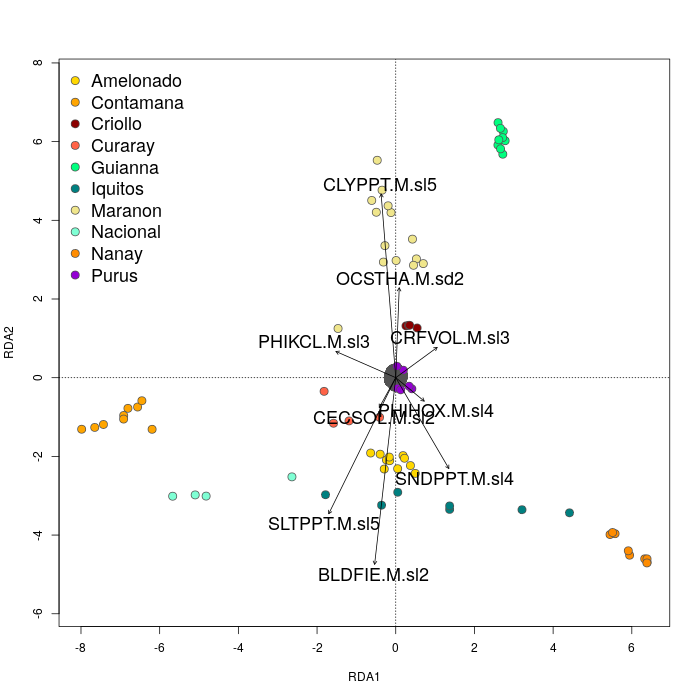 Amelonado
Contamana
Criollo
Curaray
Guianna
Iquitos
Maranon
Nacional
Nanay
Purus
CLYPPT.M.sl5
OCSTHA.M.sd2
CRFVOL.M.sl3
PHIKCL.M.sl3
PHIHOX.M.sl4
CECSOL.M.sl2
SNDPPT.M.sl4
SLTPPT.M.sl5
BLDFIE.M.sl2
8
6
4
2
0
-2
-4
-6
RDA2
-8 -6 -4 -2 0 2 4 6
RDA1